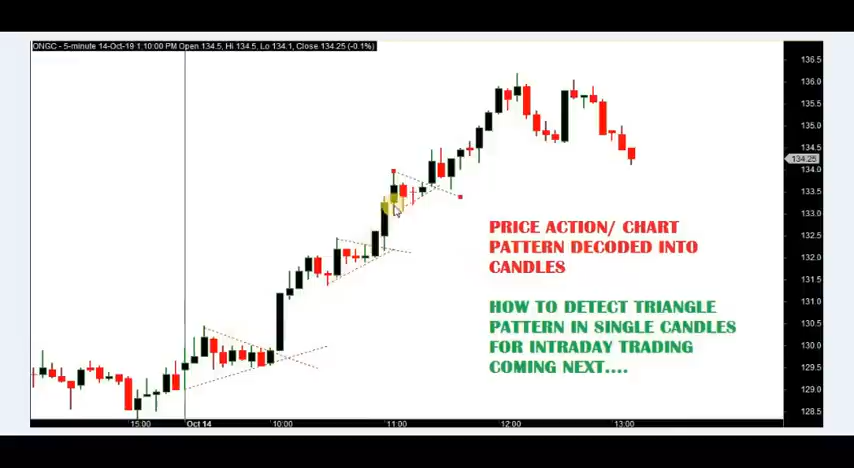 ONGC - 5-minute 14-Oct-19 1:10:00 PM Open 134.5, Hi 134.5, Lo 134.1, Close 134.25 (-0.1%)
136.5
136.0
135.5
135.0
134.5
134.25
134.0
133.5
133.0
132.5
132.0
131.5
131.0
130.5
130.0
129.5
129.0
128.5
PRICE ACTION/ CHART
PATTERN DECODED INTO
CANDLES
HOW TO DETECT TRIANGLE
PATTERN IN SINGLE CANDLES
FOR INTRADAY TRADING
COMING NEXT....
15:00 Oct 14 10:00 11:00 12:00 13:00